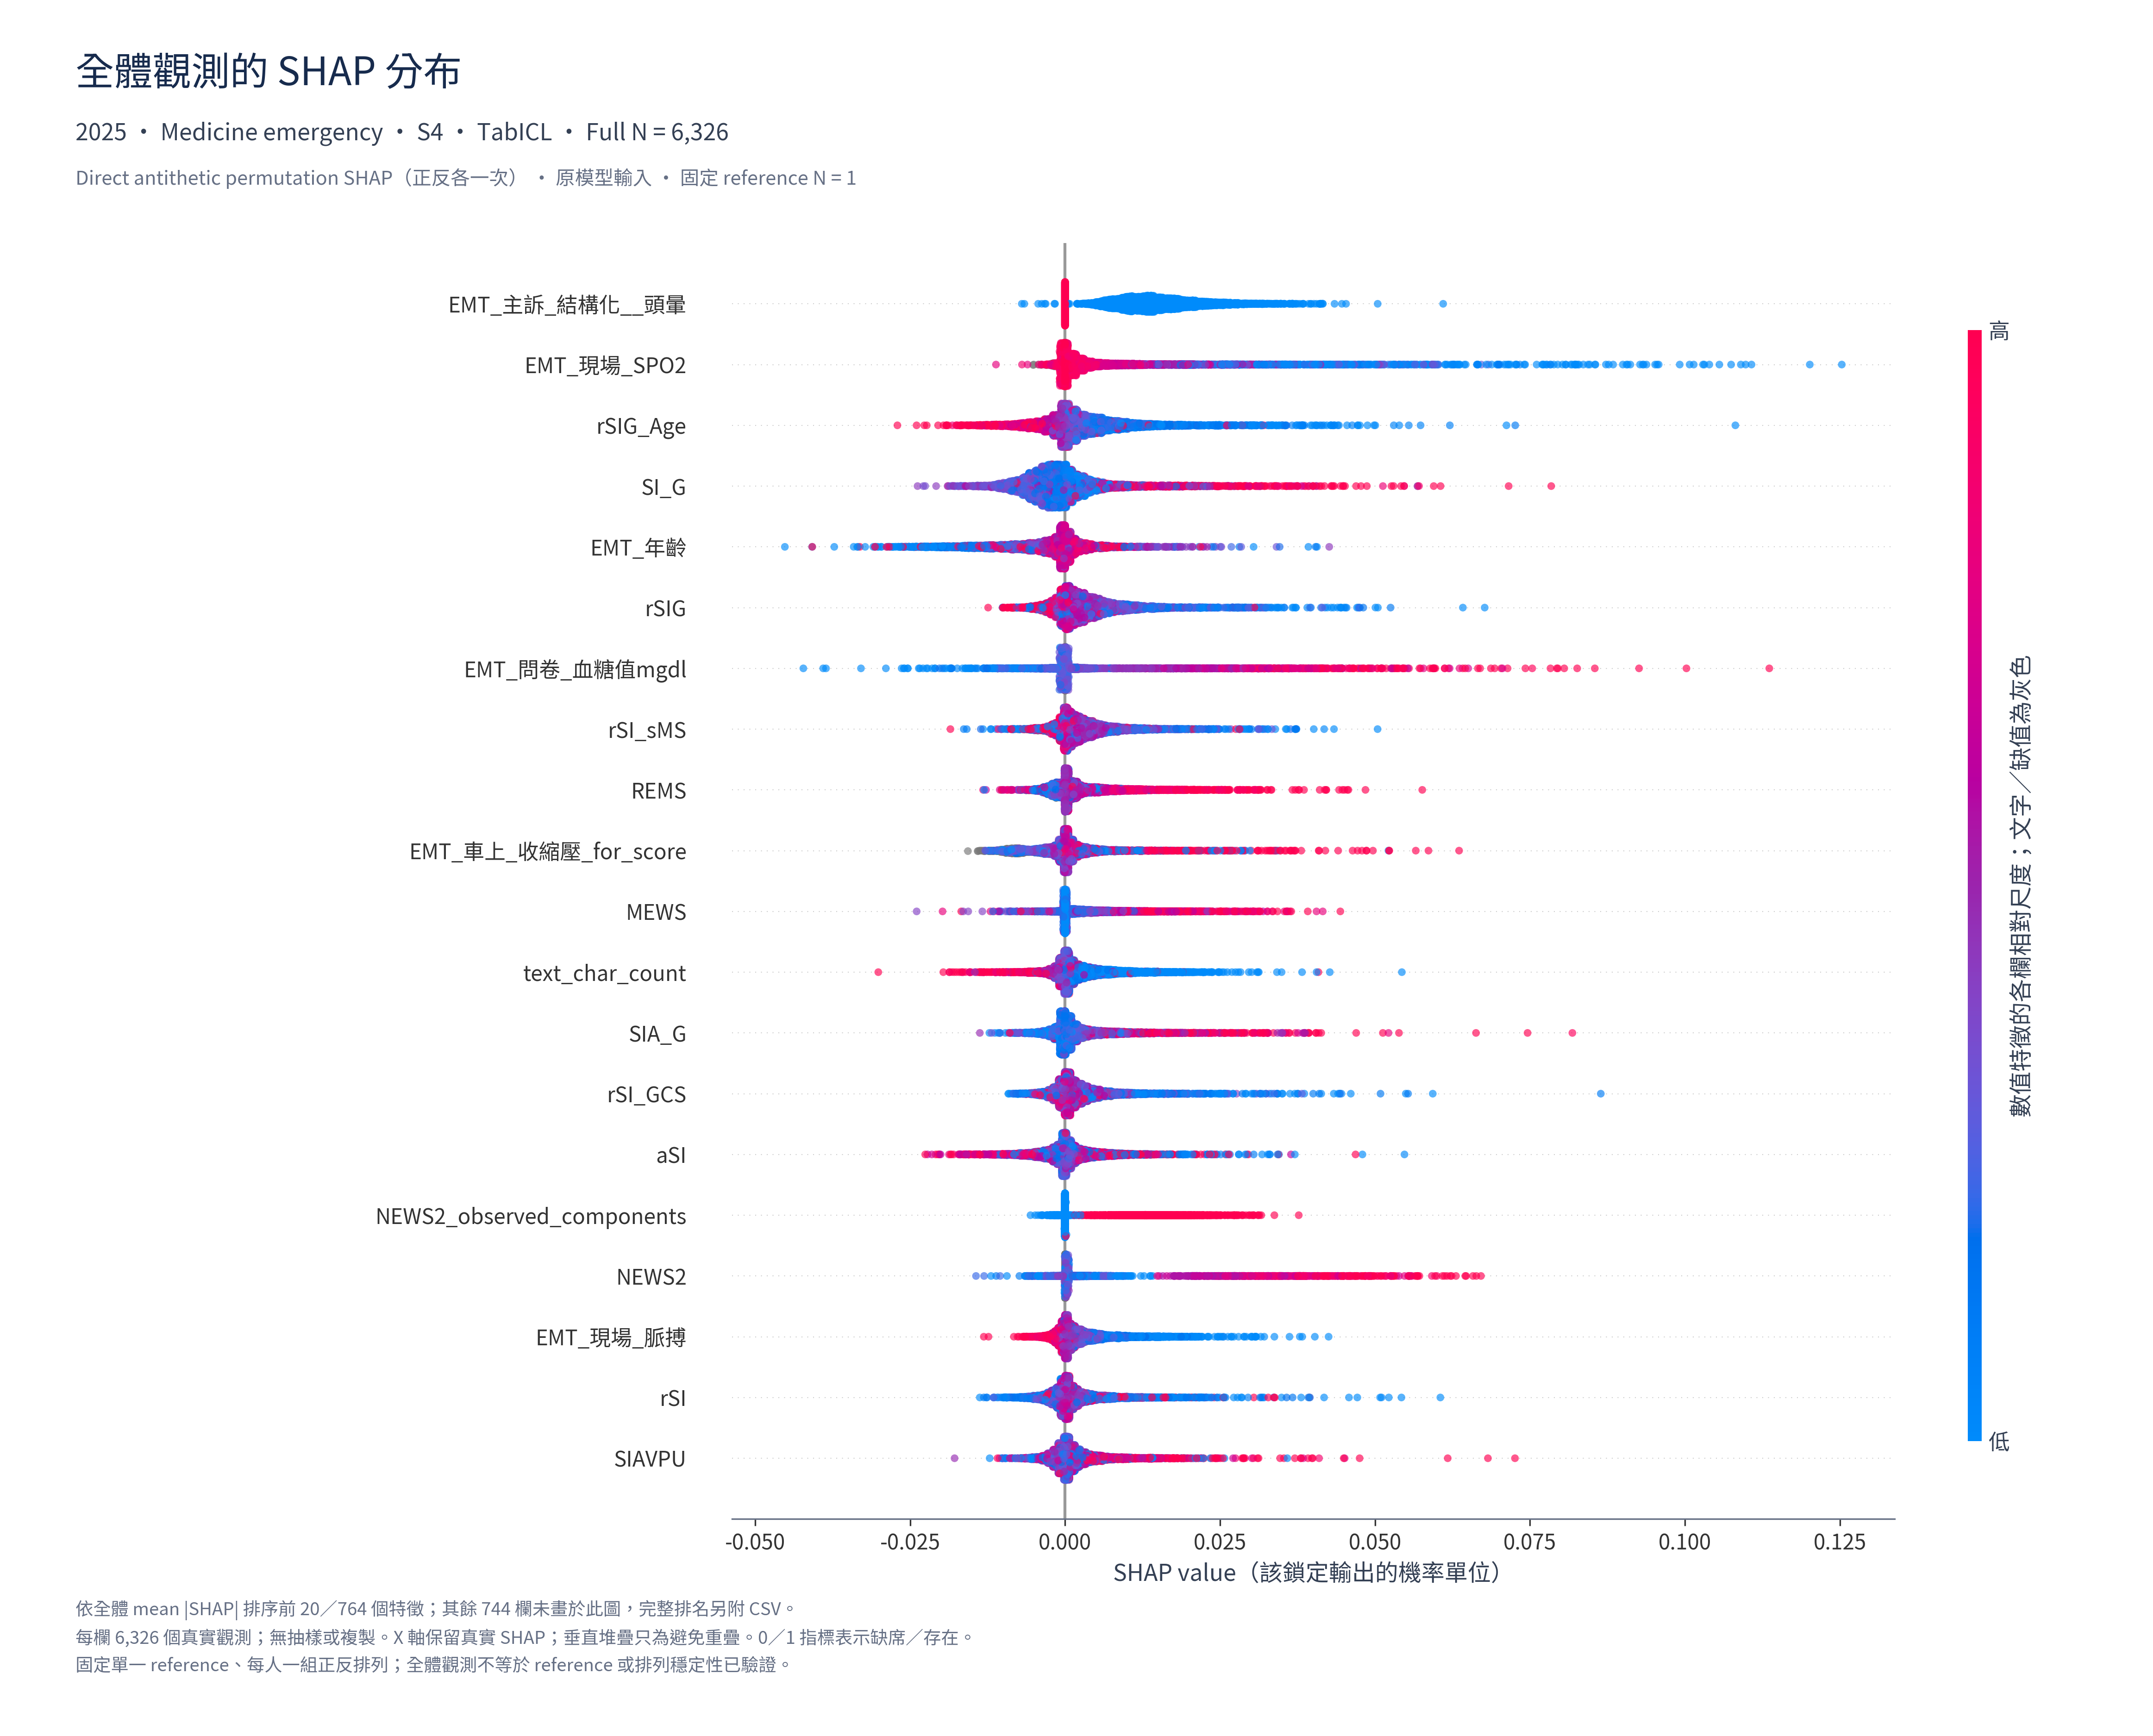 全體觀測的 SHAP 分布
2025 • Medicine emergency • S4 • TabICL • Full N = 6,326
Direct antithetic permutation SHAP（正反各一次） • 原模型輸入 • 固定 reference N = 1
EMT_主訴_結構化__頭暈
EMT_現場_SPO2
rSIG_Age
SI_G
EMT_年齡
rSIG
EMT_問卷_血糖值mgdl
rSI_sMS
REMS
EMT_車上_收縮壓_for_score
MEWS
text_char_count
SIA_G
rSI_GCS
aSI
NEWS2_observed_components
NEWS2
EMT_現場_脈搏
rSI
SIAVPU
高
數值特徵的各欄相對尺度；文字／缺值為灰色
低
-0.050 -0.025 0.000 0.025 0.050 0.075 0.100 0.125
SHAP value（該鎖定輸出的機率單位）
依全體 mean |SHAP| 排序前 20／764 個特徵；其餘 744 欄未畫於此圖，完整排名另附 CSV。
每欄 6,326 個真實觀測；無抽樣或複製。X 軸保留真實 SHAP；垂直堆疊只為避免重疊。0／1 指標表示缺席／存在。
固定單一 reference、每人一組正反排列；全體觀測不等於 reference 或排列穩定性已驗證。